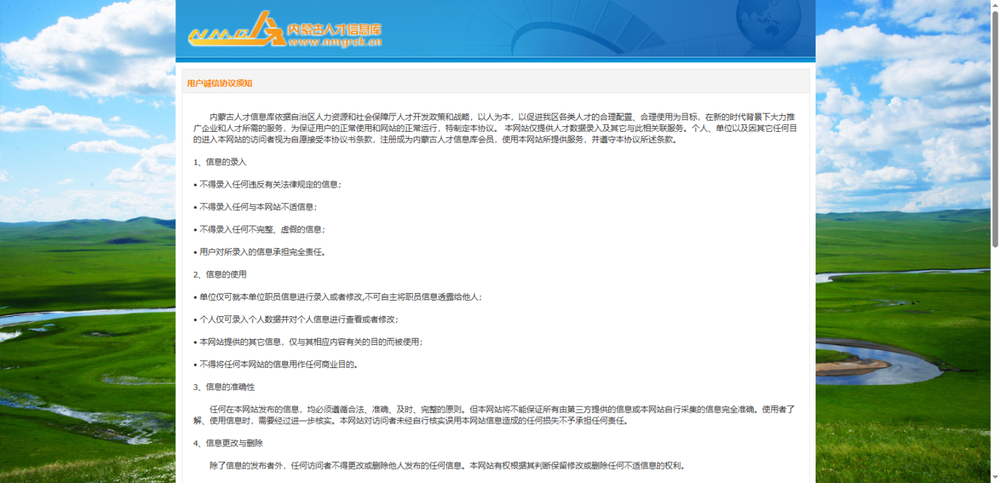 NMG人 内蒙古人才信息库
www.nmgrck.cn
用户诚信协议须知
内蒙古人才信息库依据自治区人力资源和社会保障厅人才开发政策和战略，以人为本，以促进我区各类人才的合理配置、合理使用为目标，在新的时代背景下大力推
广企业和人才所需的服务，为保证用户的正常使用和网站的正常运行，特制定本协议。 本网站仅提供人才数据录入及其它与此相关联服务。个人、单位以及因其它任何目
的进入本网站的访问者视为自愿接受本协议书条款，注册成为内蒙古人才信息库会员，使用本网站所提供服务，并遵守本协议所述条款。
1、信息的录入
• 不得录入任何违反有关法律规定的信息；
• 不得录入任何与本网站不适信息；
• 不得录入任何不完整、虚假的信息；
• 用户对所录入的信息承担完全责任。
2、信息的使用
• 单位仅可就本单位职员信息进行录入或者修改,不可自主将职员信息透露给他人；
• 个人仅可录入个人数据并对个人信息进行查看或者修改；
• 本网站提供的其它信息，仅与其相应内容有关的目的而被使用；
• 不得将任何本网站的信息用作任何商业目的。
3、信息的准确性
任何在本网站发布的信息，均必须遵循合法、准确、及时、完整的原则。但本网站将不能保证所有由第三方提供的信息或本网站自行采集的信息完全准确。使用者了
解、使用信息时，需要经过进一步核实。本网站对访问者未经自行核实误用本网站信息造成的任何损失不予承担任何责任。
4、信息更改与删除
除了信息的发布者外，任何访问者不得更改或删除他人发布的任何信息。本网站有权根据其判断保留修改或删除任何不适信息的权利。